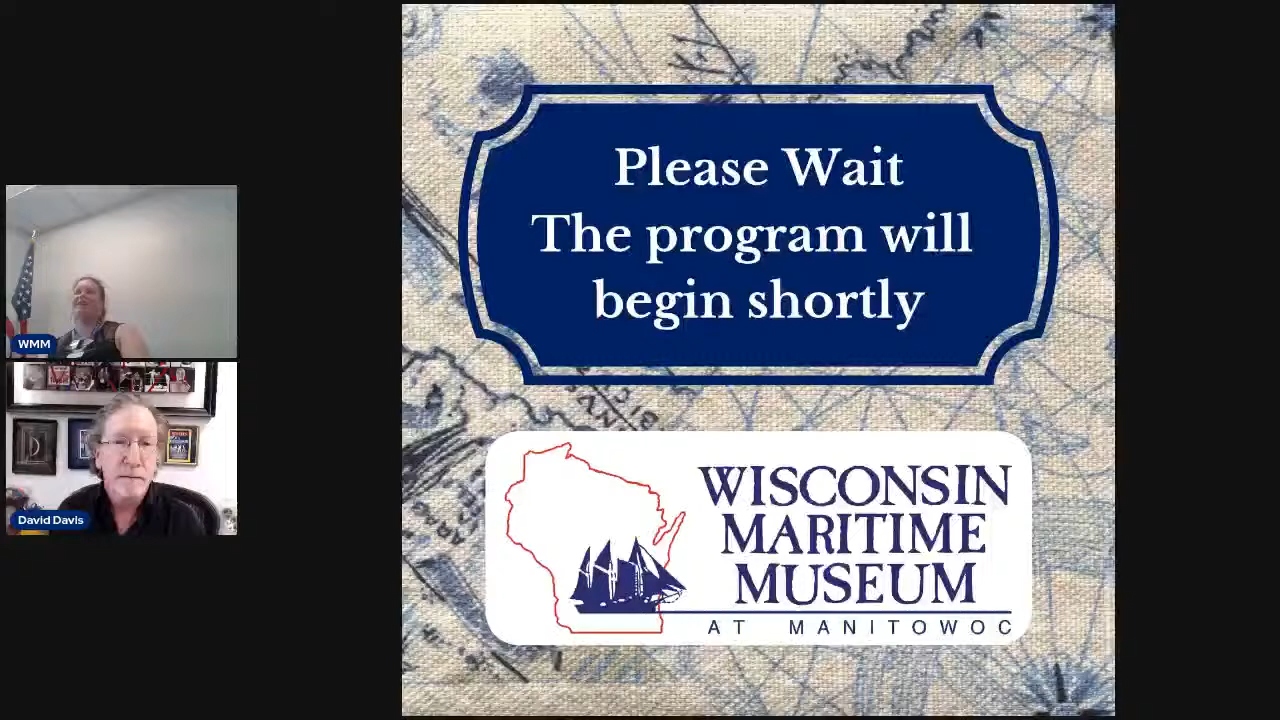 Please Wait
The program will
begin shortly
WMM
David Davis
WISCONSIN
MARITIME
MUSEUM
AT MANITOWOC